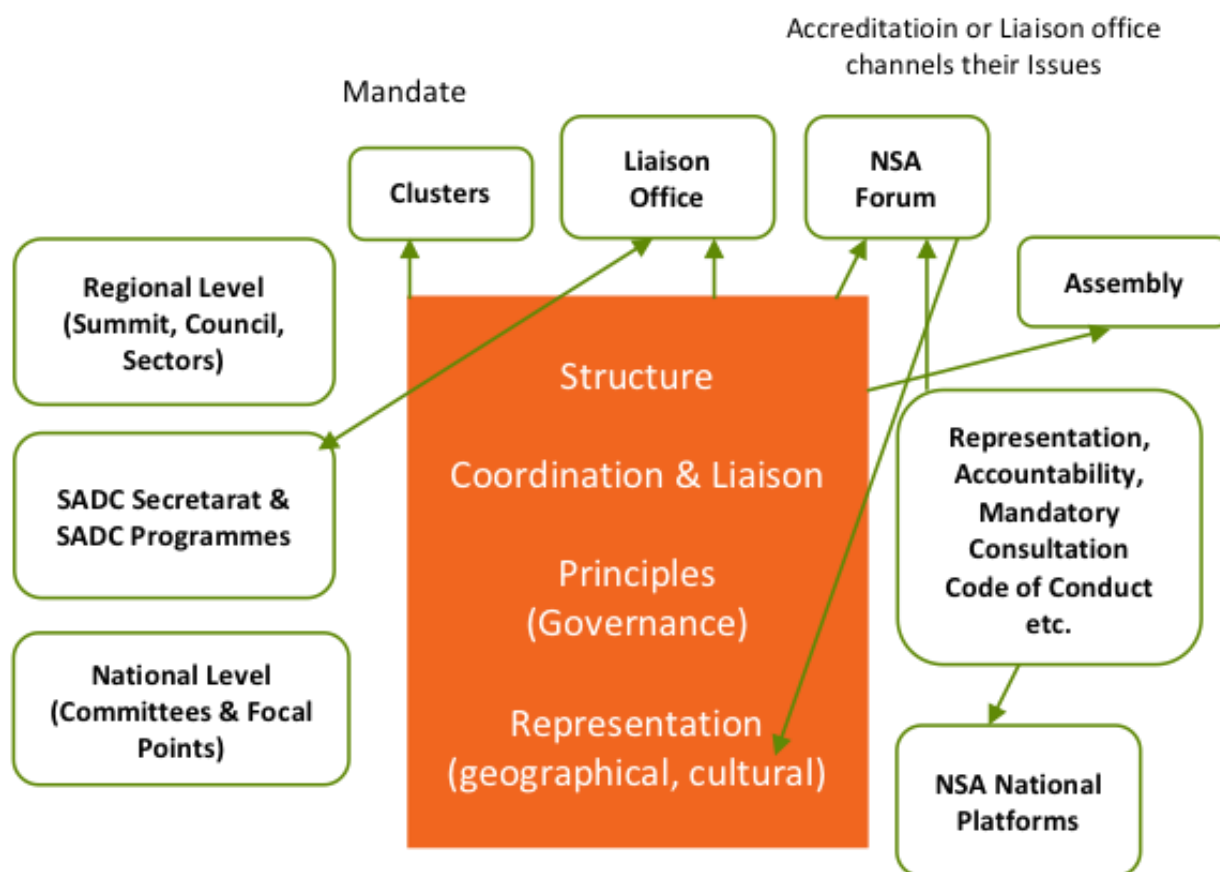 Accreditatioin or Liaison office
channels their Issues
Mandate
Clusters
Liaison
Office
NSA
Forum
Assembly
Regional Level
(Summit, Council,
Sectors)
SADC Secretarat &
SADC Programmes
National Level
(Committees & Focal
Points)
Structure
Coordination & Liaison
Principles
(Governance)
Representation
(geographical, cultural)
Representation,
Accountability,
Mandatory
Consultation
Code of Conduct
etc.
NSA National
Platforms